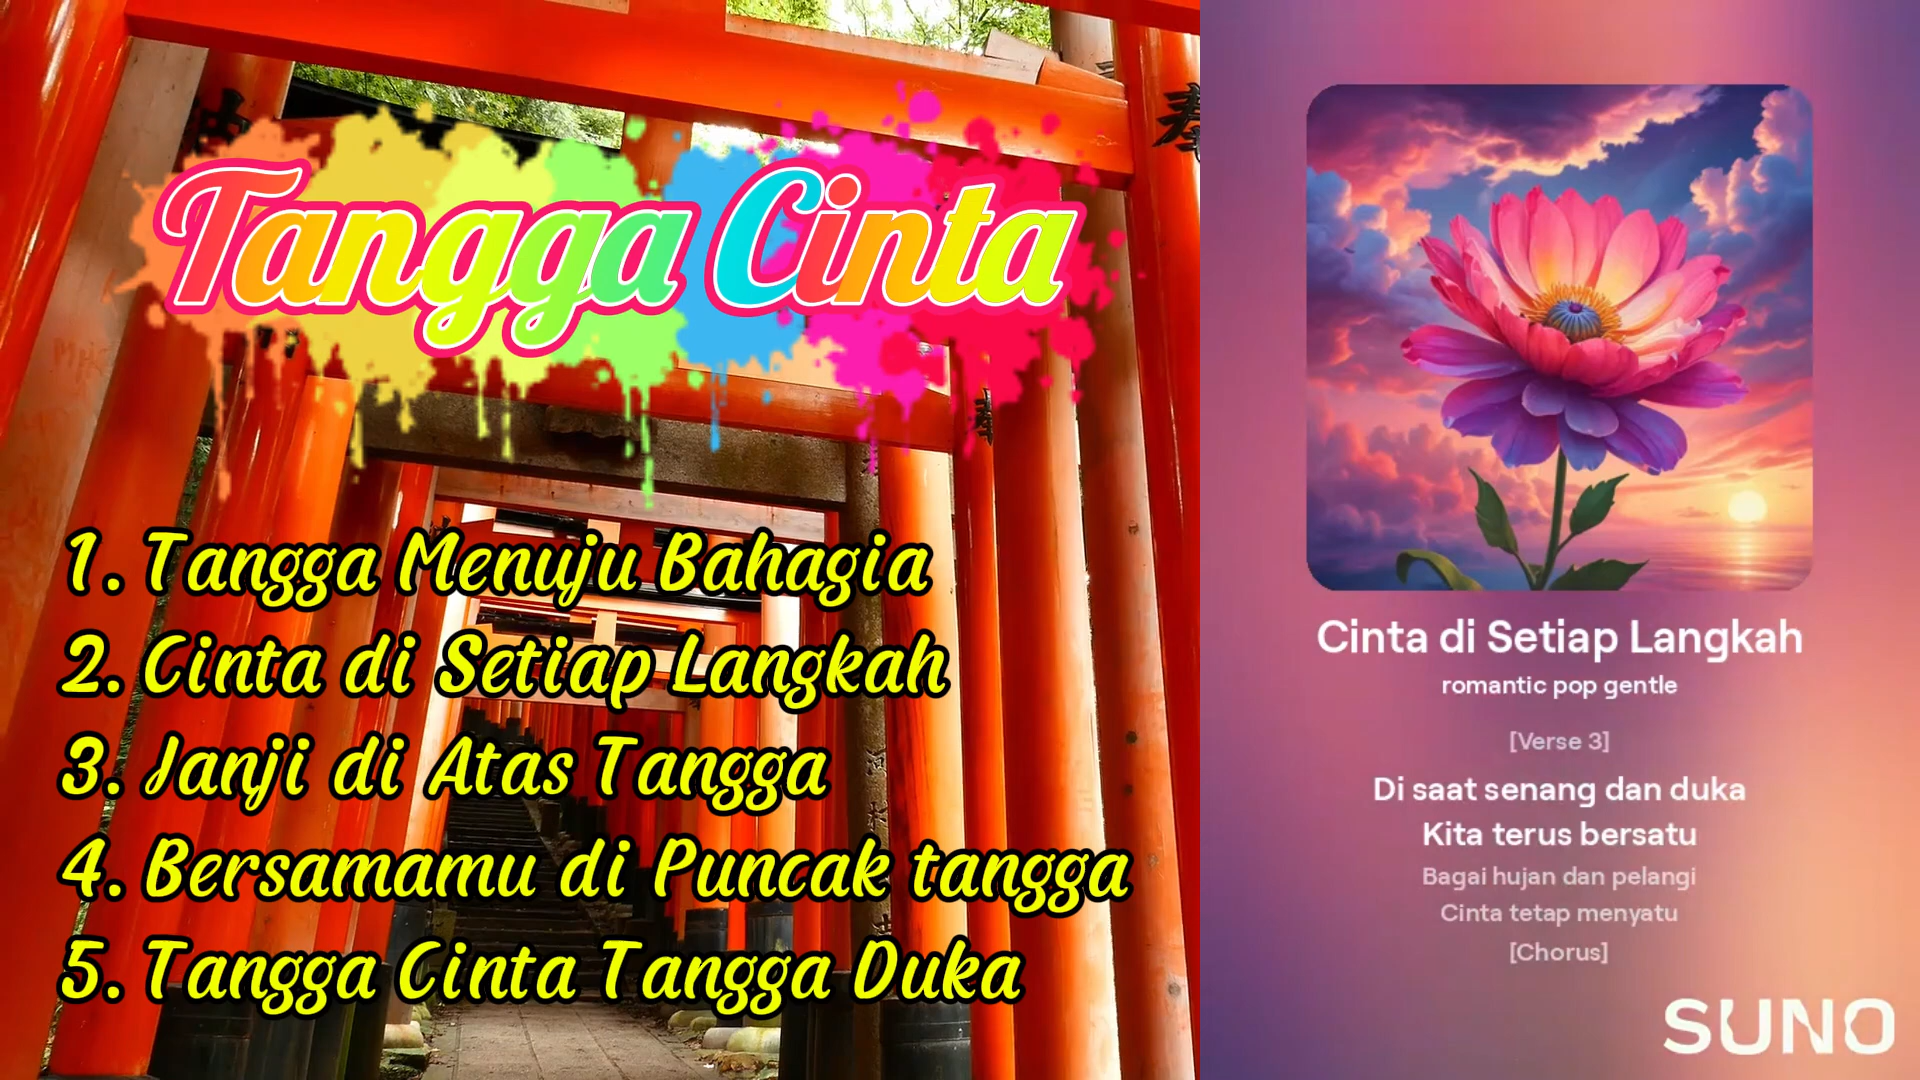 Tangga Cinta
1. Tangga Menuju Bahagia
2. Cinta di Setiap Langkah
3. Janji di Atas Tangga
4. Bersamamu di Puncak tangga
5. Tangga Cinta Tangga Duka
Cinta di Setiap Langkah
romantic pop gentle
[Verse 3]
Di saat senang dan duka
Kita terus bersatu
Bagai hujan dan pelangi
Cinta tetap menyatu
[Chorus]
SUNO